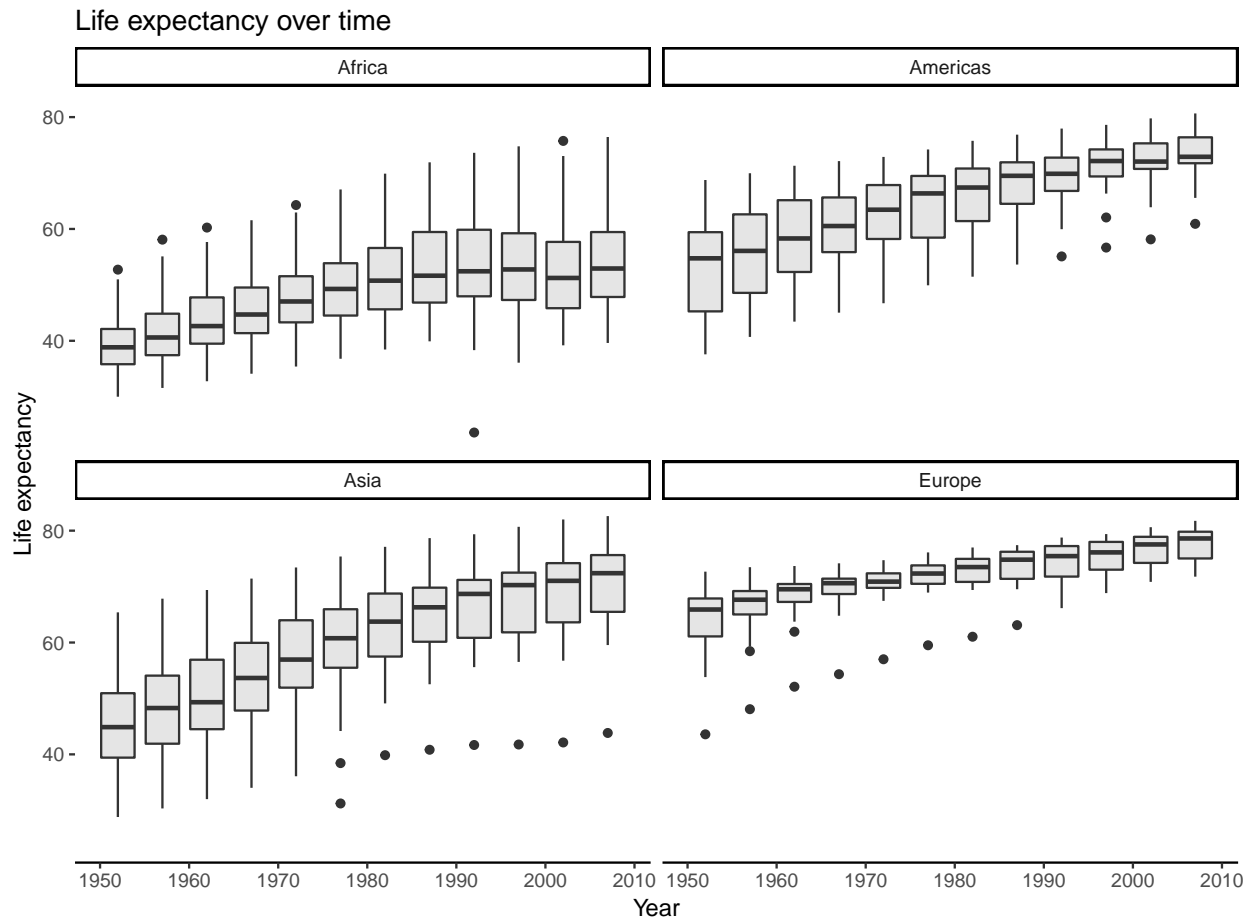 Life expectancy over time
Africa
Americas
80
60
40
Asia
Europe
80
60
40
Life expectancy
1950 1960 1970 1980 1990 2000 2010
1950 1960 1970 1980 1990 2000 2010
Year